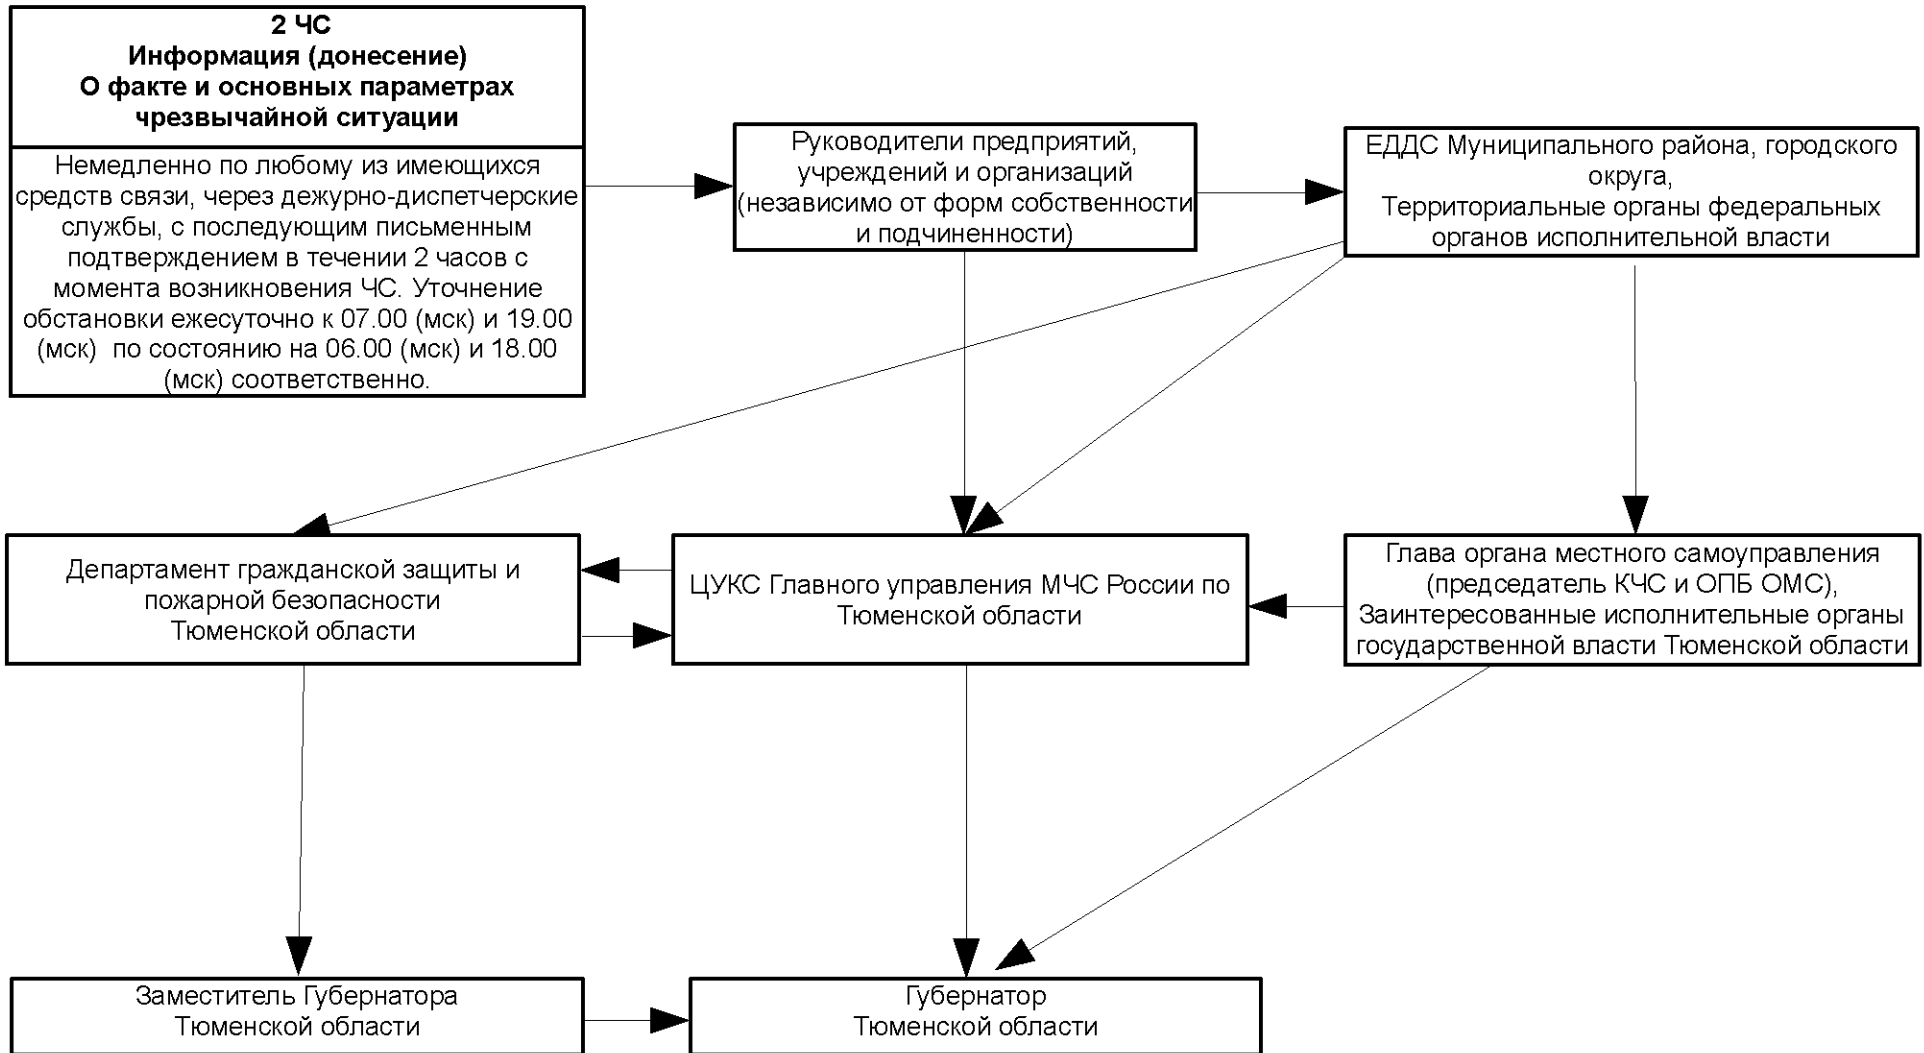 2 ЧС
Информация (донесение)
О факте и основных параметрах
чрезвычайной ситуации
Немедленно по любому из имеющихся
средств связи, через дежурно-диспетчерские
службы, с последующим письменным
подтверждением в течении 2 часов с
момента возникновения ЧС. Уточнение
обстановки ежесуточно к 07.00 (мск) и 19.00
(мск) по состоянию на 06.00 (мск) и 18.00
(мск) соответственно.
Руководители предприятий,
учреждений и организаций
(независимо от форм собственности
и подчиненности)
ЕДДС Муниципального района, городского
округа,
Территориальные органы федеральных
органов исполнительной власти
Департамент гражданской защиты и
пожарной безопасности
Тюменской области
ЦУКС Главного управления МЧС России по
Тюменской области
Глава органа местного самоуправления
(председатель КЧС и ОПБ ОМС),
Заинтересованные исполнительные органы
государственной власти Тюменской области
Заместитель Губернатора
Тюменской области
Губернатор
Тюменской области